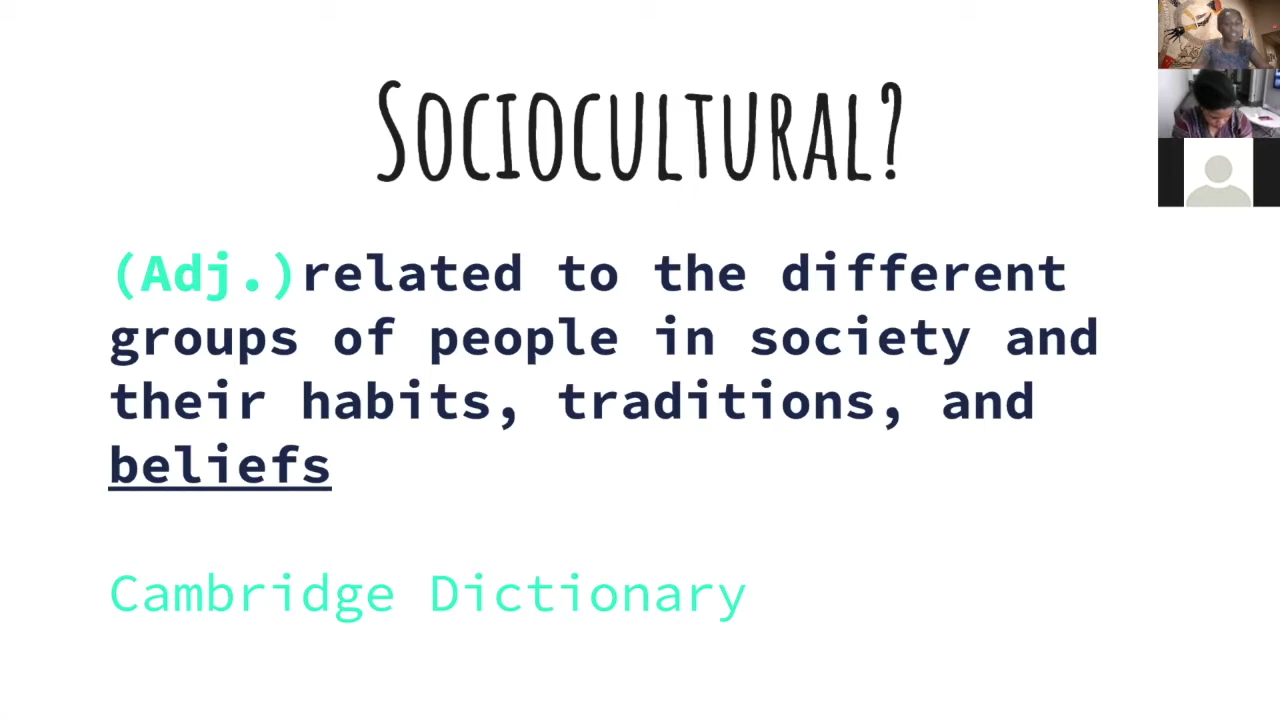 Sociocultural?
(Adj.)related to the different
groups of people in society and
their habits, traditions, and
beliefs
Cambridge Dictionary